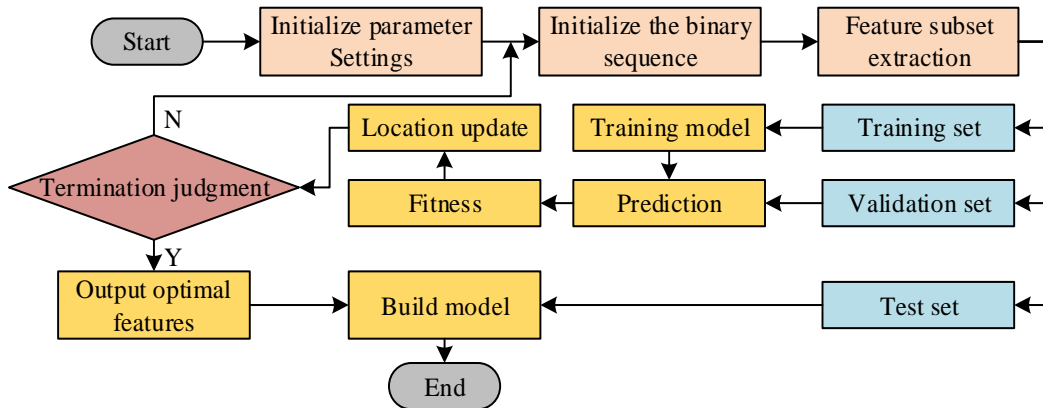 Start
Initialize parameter
Settings
Initialize the binary
sequence
Feature subset
extraction
N
Location update
Training model
Training set
Termination judgment
Fitness
Prediction
Validation set
Y
Output optimal
features
Build model
Test set
End